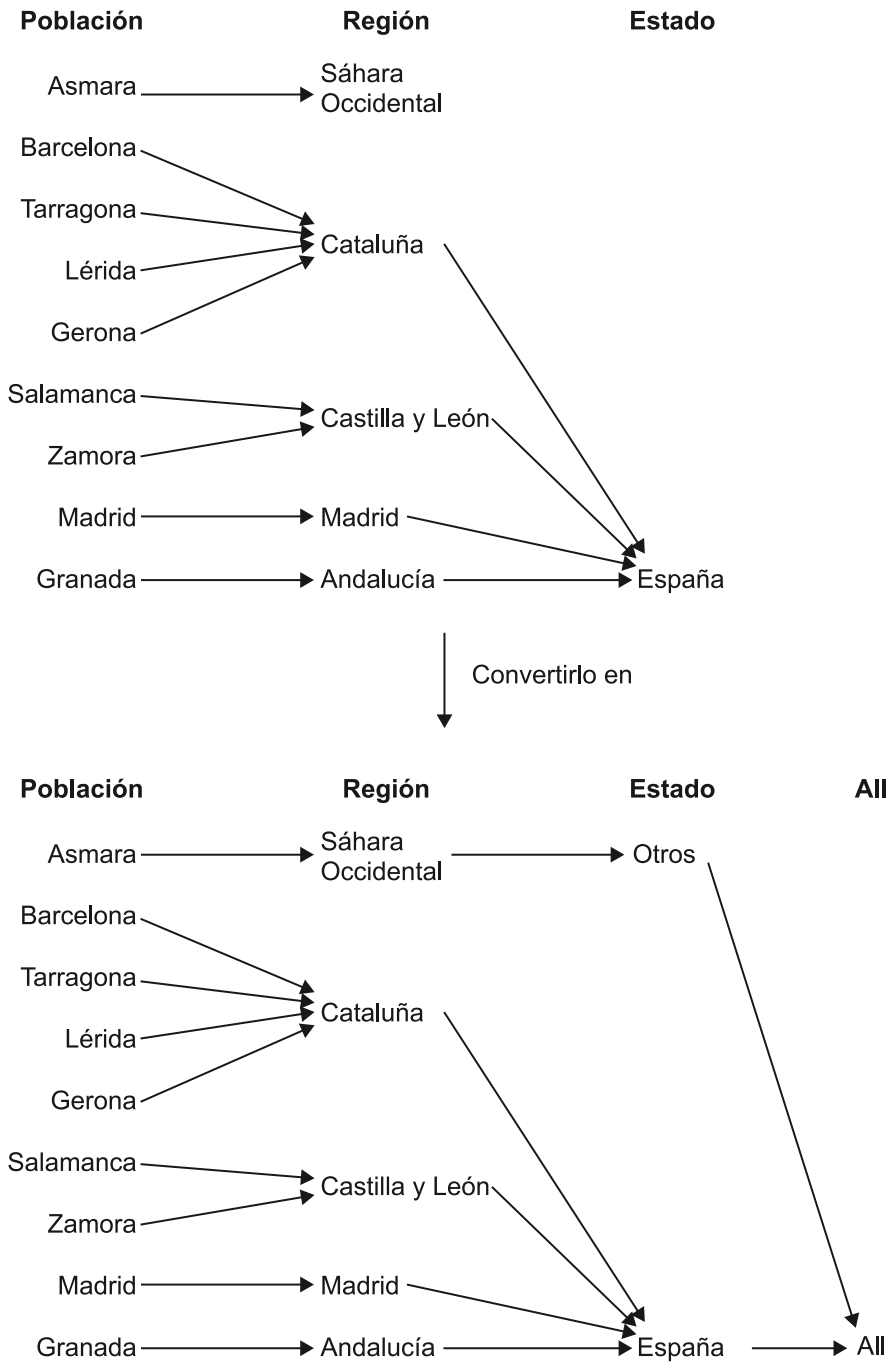 Población Región Estado
Asmara Sáhara
Occidental
Barcelona
Tarragona
Cataluña
Lérida
Gerona
Salamanca
Castilla y León
Zamora
Madrid Madrid
Granada Andalucía España
Convertirlo en
Población Región Estado All
Asmara Sáhara
Occidental Otros
Barcelona
Tarragona
Cataluña
Lérida
Gerona
Salamanca
Castilla y León
Zamora
Madrid Madrid
Granada Andalucía España All